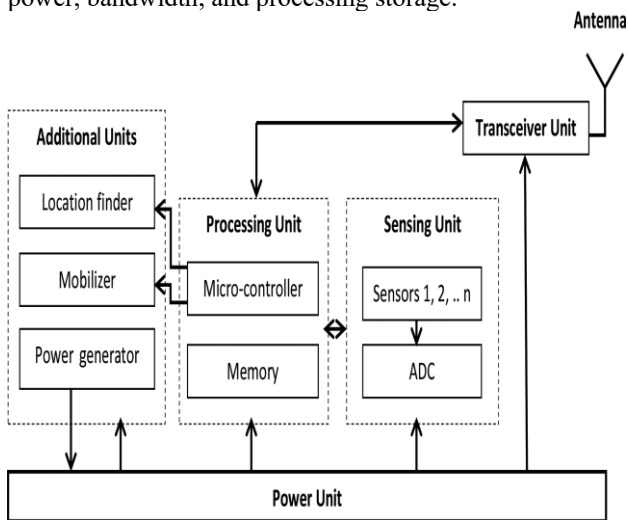 power, bandwidth, and processing storage.
Antenna
Transceiver Unit
Additional Units
Location finder
Mobilizer
Power generator
Processing Unit
Micro-controller
Memory
Sensing Unit
Sensors 1, 2, .. n
ADC
Power Unit